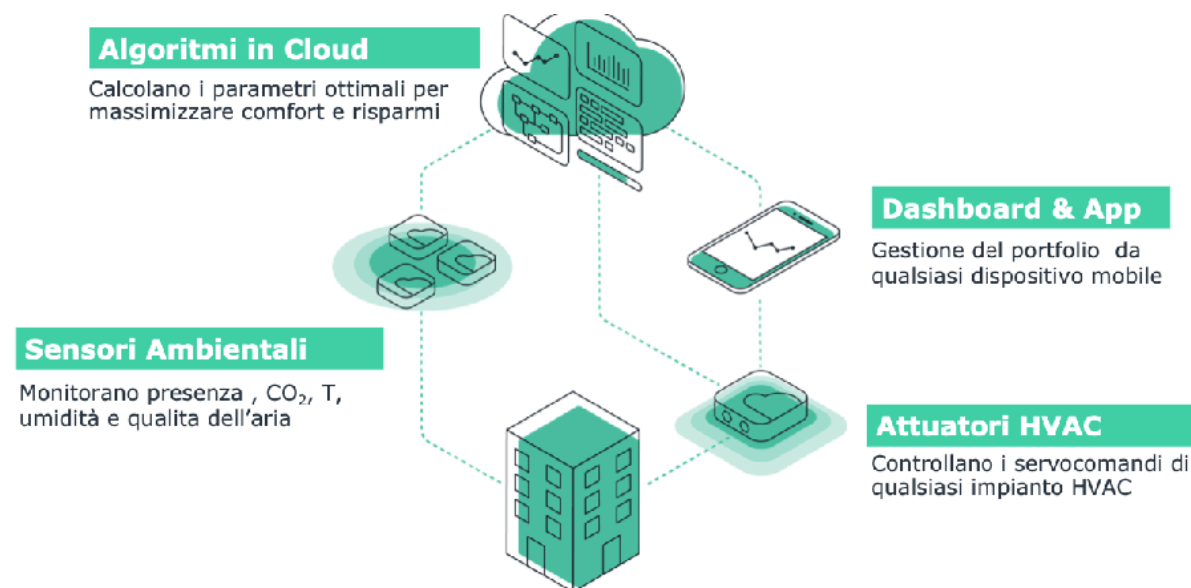 Algoritmi in Cloud
Calcolano i parametri ottimali per
massimizzare comfort e risparmi
Dashboard & App
Gestione del portfolio da
qualsiasi dispositivo mobile
Sensori Ambientali
Monitorano presenza , CO₂, T,
umidità e qualita dell'aria
Attuatori HVAC
Controllano i servocomandi di
qualsiasi impianto HVAC